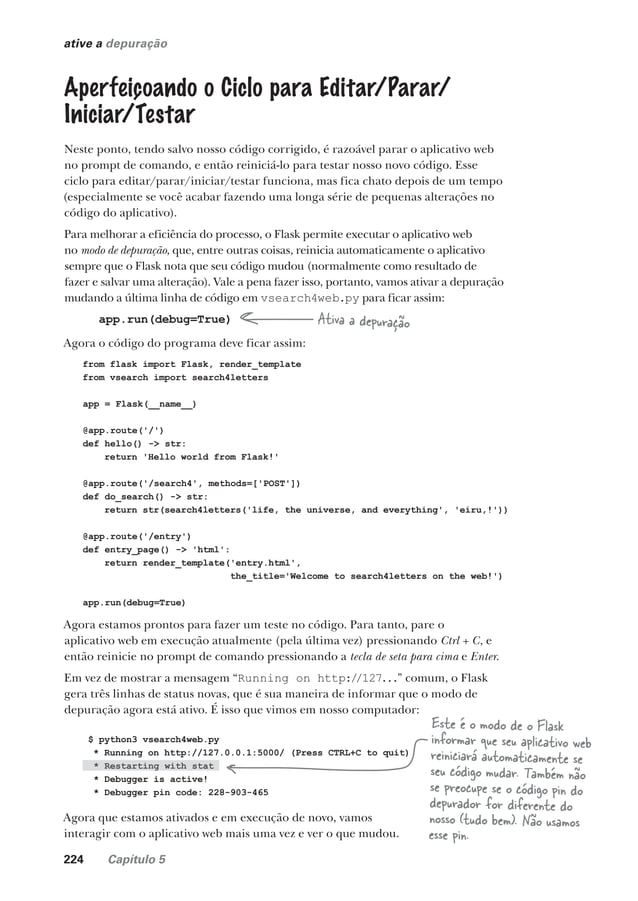 ative a depuração
Aperfeiçoando o Ciclo para Editar/Parar/
Iniciar/Testar
Neste ponto, tendo salvo nosso código corrigido, é razoável parar o aplicativo web
no prompt de comando, e então reiniciá-lo para testar nosso novo código. Esse
ciclo para editar/parar/iniciar/testar funciona, mas fica chato depois de um tempo
(especialmente se você acabar fazendo uma longa série de pequenas alterações no
código do aplicativo).
Para melhorar a eficiência do processo, o Flask permite executar o aplicativo web
no modo de depuração, que, entre outras coisas, reinicia automaticamente o aplicativo
sempre que o Flask nota que seu código mudou (normalmente como resultado de
fazer e salvar uma alteração). Vale a pena fazer isso, portanto, vamos ativar a depuração
mudando a última linha de código em vsearch4web.py para ficar assim:
app.run(debug=True)
Ativa a depuração
Agora o código do programa deve ficar assim:
from flask import Flask, render_template
from vsearch import search4letters
app = Flask(__name__)
@app.route('/')
def hello() -> str:
return 'Hello world from Flask!'
@app.route('/search4', methods=['POST'])
def do_search() -> str:
return str(search4letters('life, the universe, and everything', 'eiru,!'))
@app.route('/entry')
def entry_page() -> 'html':
return render_template('entry.html',
the_title='Welcome to search4letters on the web!')
app.run(debug=True)
Agora estamos prontos para fazer um teste no código. Para tanto, pare o
aplicativo web em execução atualmente (pela última vez) pressionando Ctrl + C, e
então reinicie no prompt de comando pressionando a tecla de seta para cima e Enter.
Em vez de mostrar a mensagem “Running on http://127...” comum, o Flask
gera três linhas de status novas, que é sua maneira de informar que o modo de
depuração agora está ativo. É isso que vimos em nosso computador:
$ python3 vsearch4web.py
* Running on http://127.0.0.1:5000/ (Press CTRL+C to quit)
* Restarting with stat
* Debugger is active!
* Debugger pin code: 228-903-465
Este é o modo de o Flask
informar que seu aplicativo web
reiniciará automaticamente se
seu código mudar. Também não
se preocupe se o código pin do
depurador for diferente do
nosso (tudo bem). Não usamos
esse pin.
Agora que estamos ativados e em execução de novo, vamos
interagir com o aplicativo web mais uma vez e ver o que mudou.
224 Capítulo 5